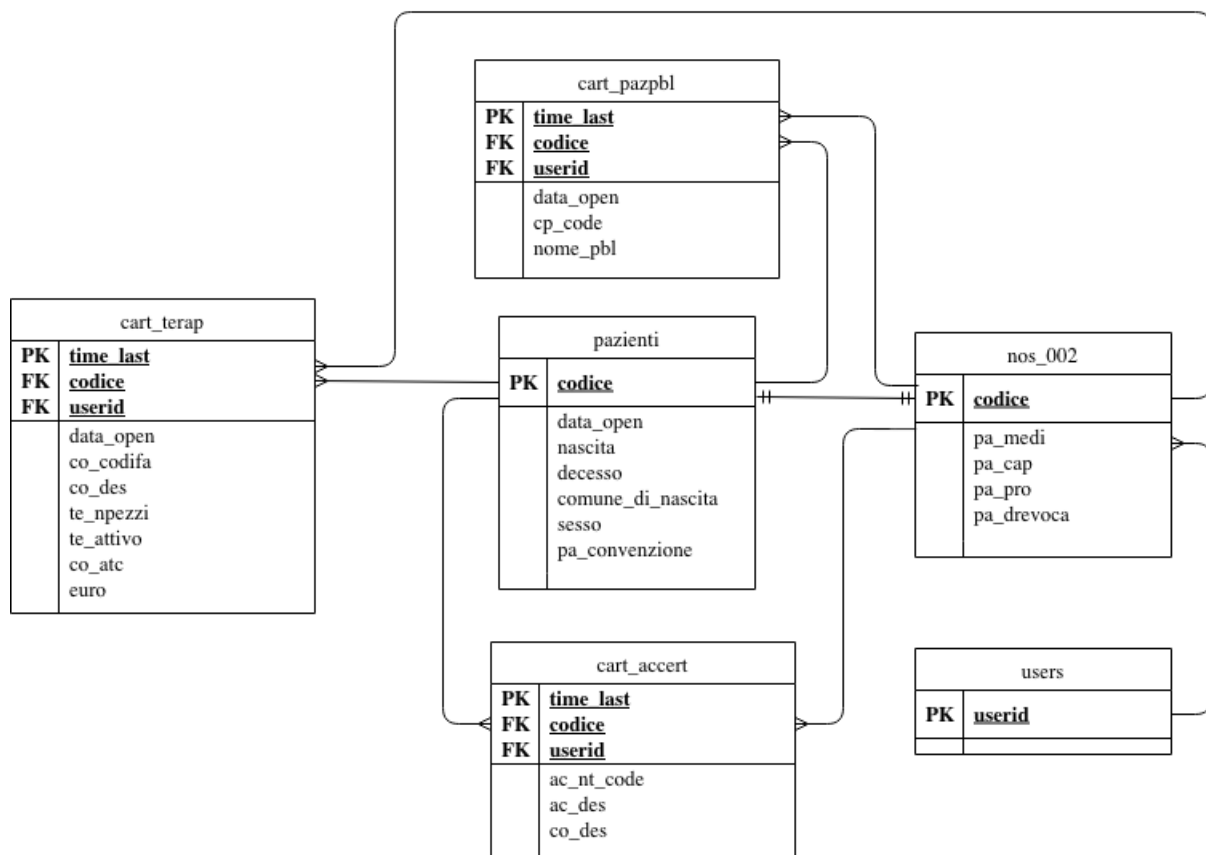 cart_pazpbl
PK time_last
FK codice
FK userid
data_open
cp_code
nome_pbl
cart_terap
PK time_last
FK codice
FK userid
data_open
co_codifa
co_des
te_npezzi
te_attivo
co_atc
euro
pazienti
PK codice
data_open
nascita
decesso
comune_di_nascita
sesso
pa_convenzione
nos_002
PK codice
pa_medi
pa_cap
pa_pro
pa_drevoca
cart_accert
PK time_last
FK codice
FK userid
ac_nt_code
ac_des
co_des
users
PK userid